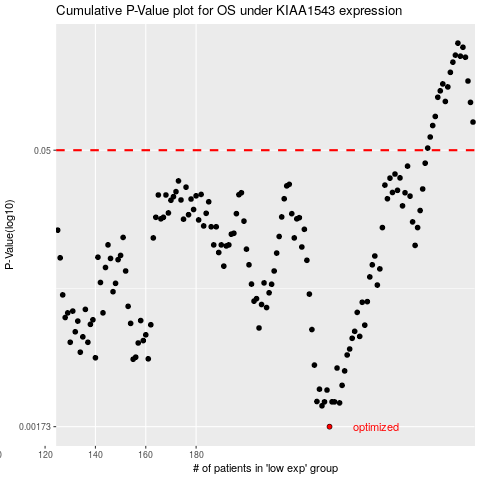 Cumulative P-Value plot for OS under KIAA1543 expression
0.05
P-Value(log10)
0.00173
optimized
0 120 140 160 180
# of patients in 'low exp' group